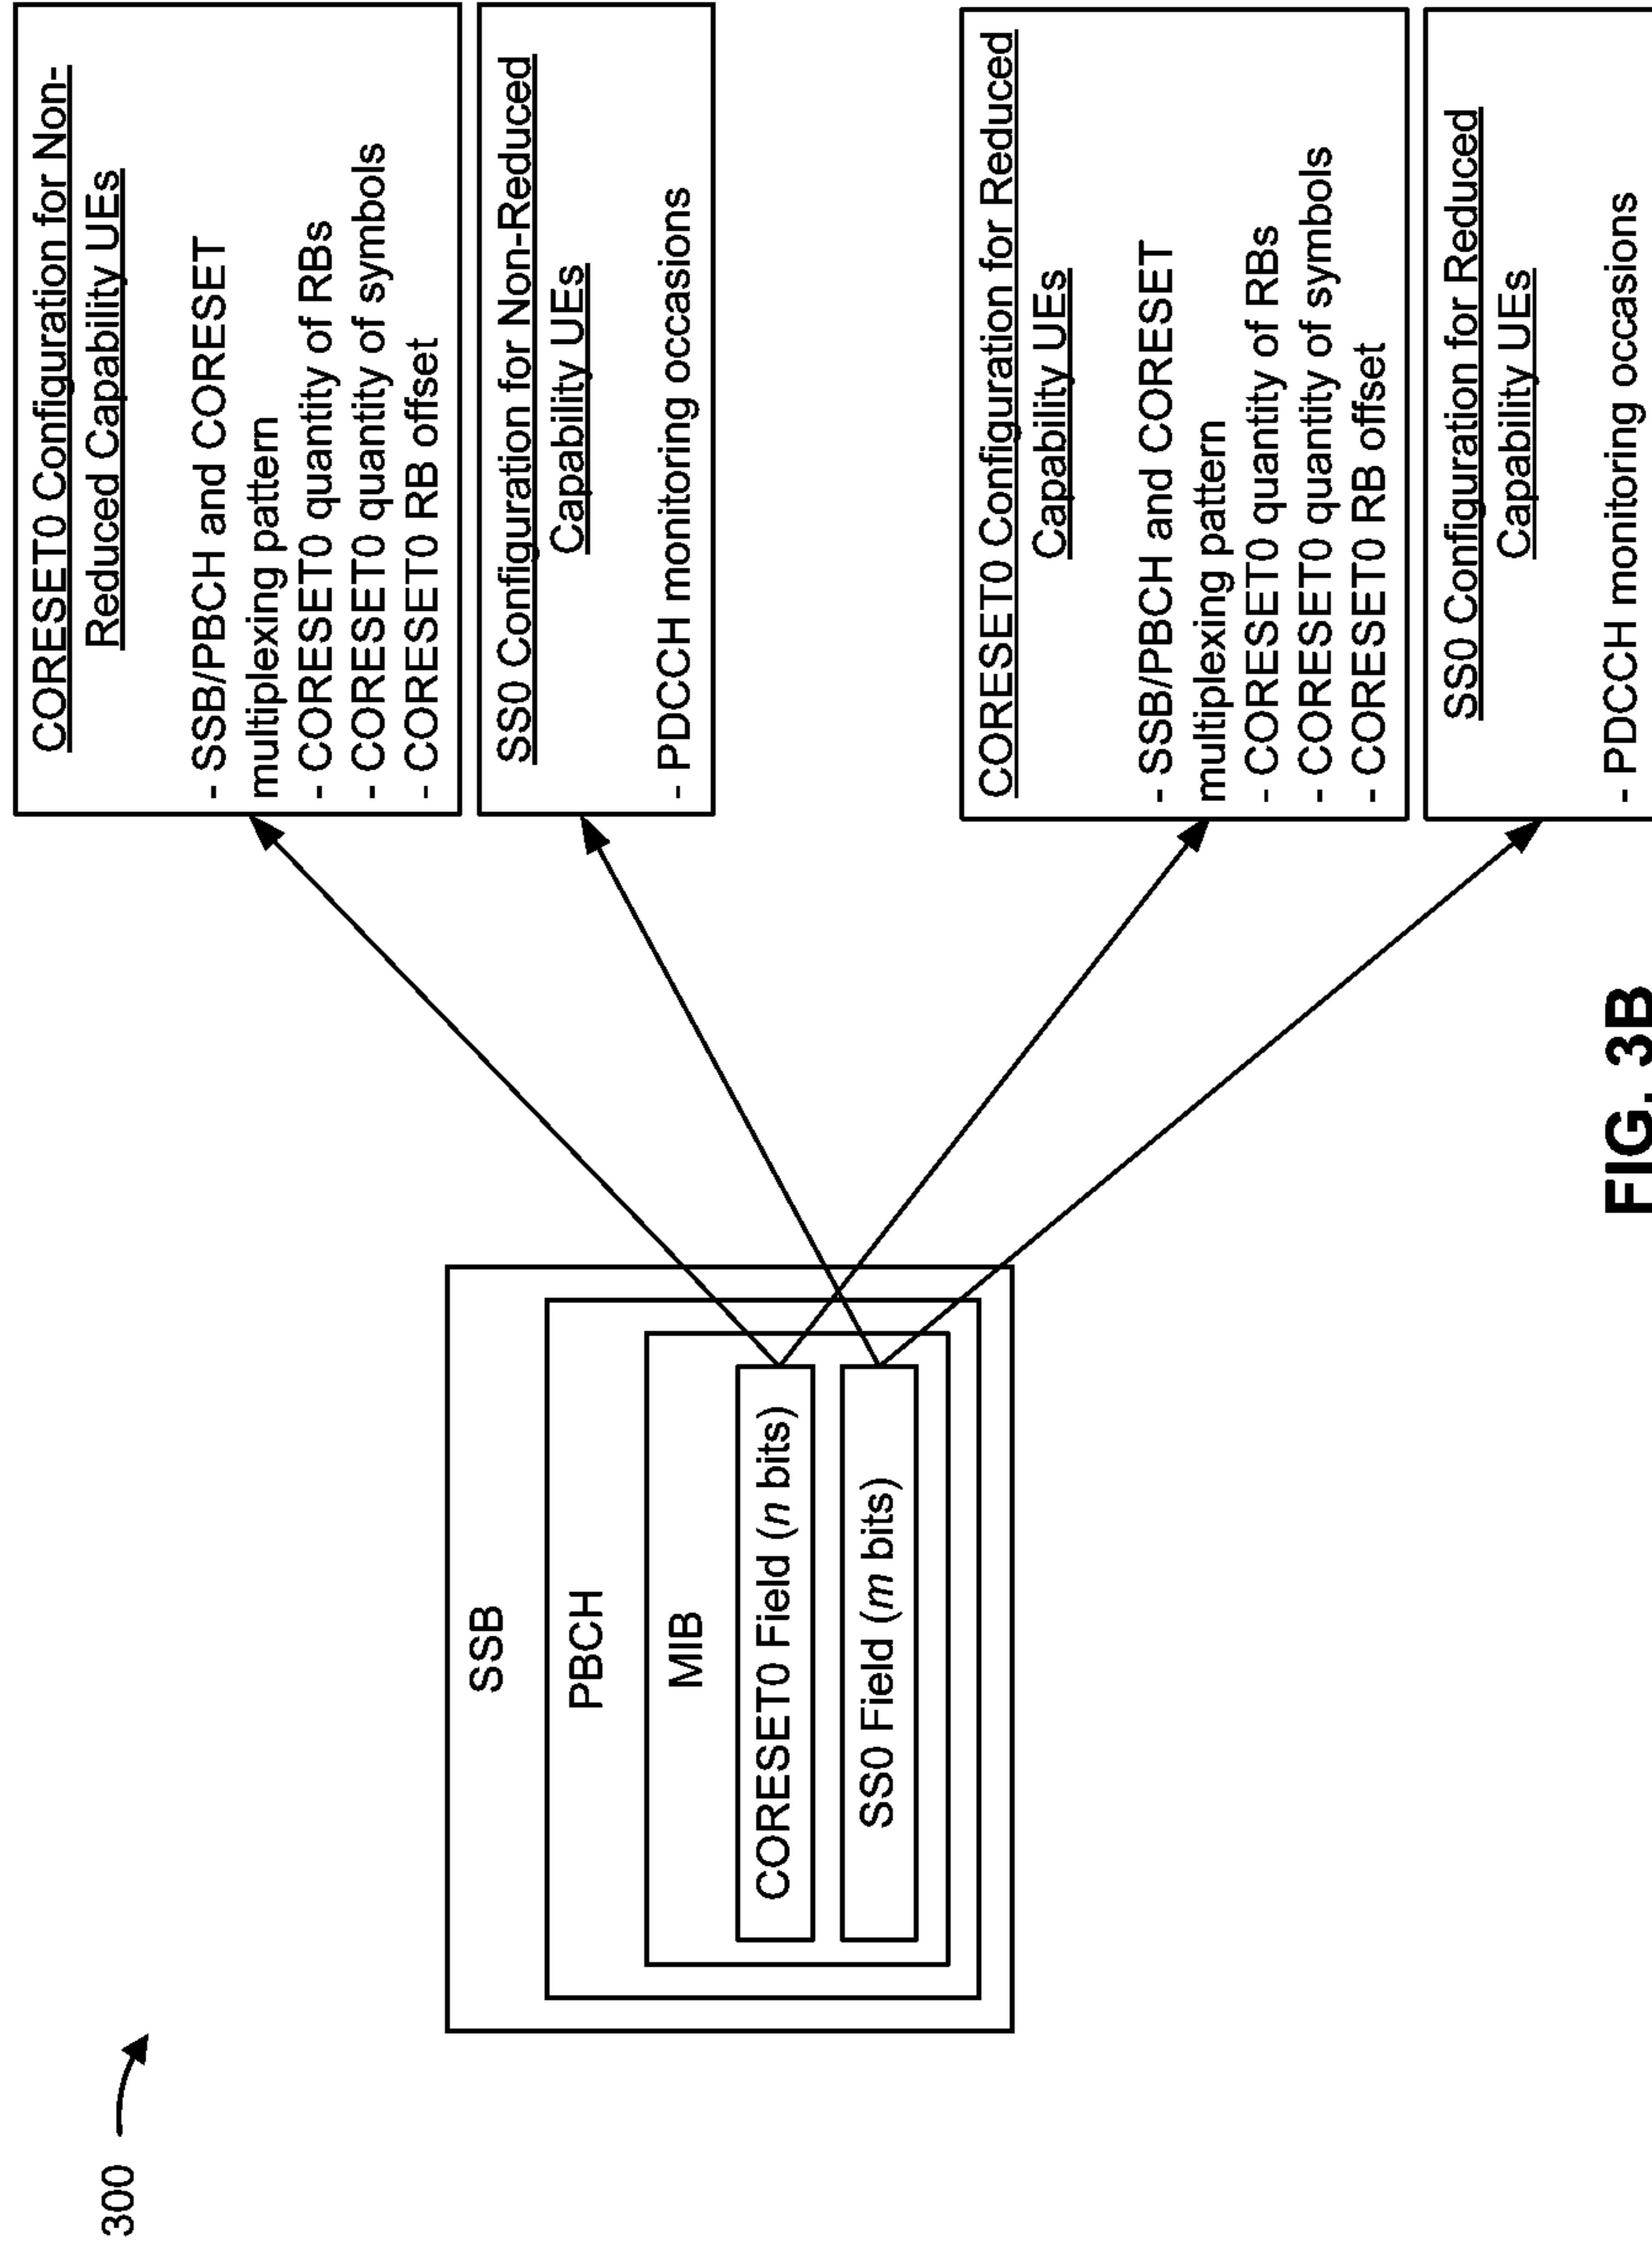 300
SSB
PBCH
MIB
CORESET0 Field (n bits)
SS0 Field (m bits)
CORESET0 Configuration for Non-
Reduced Capability UEs
- SSB/PBCH and CORESET
multiplexing pattern
- CORESET0 quantity of RBs
- CORESET0 quantity of symbols
- CORESET0 RB offset
SS0 Configuration for Non-Reduced
Capability UEs
- PDCCH monitoring occasions
CORESET0 Configuration for Reduced
Capability UEs
- SSB/PBCH and CORESET
multiplexing pattern
- CORESET0 quantity of RBs
- CORESET0 quantity of symbols
- CORESET0 RB offset
SS0 Configuration for Reduced
Capability UEs
- PDCCH monitoring occasions
FIG. 3B